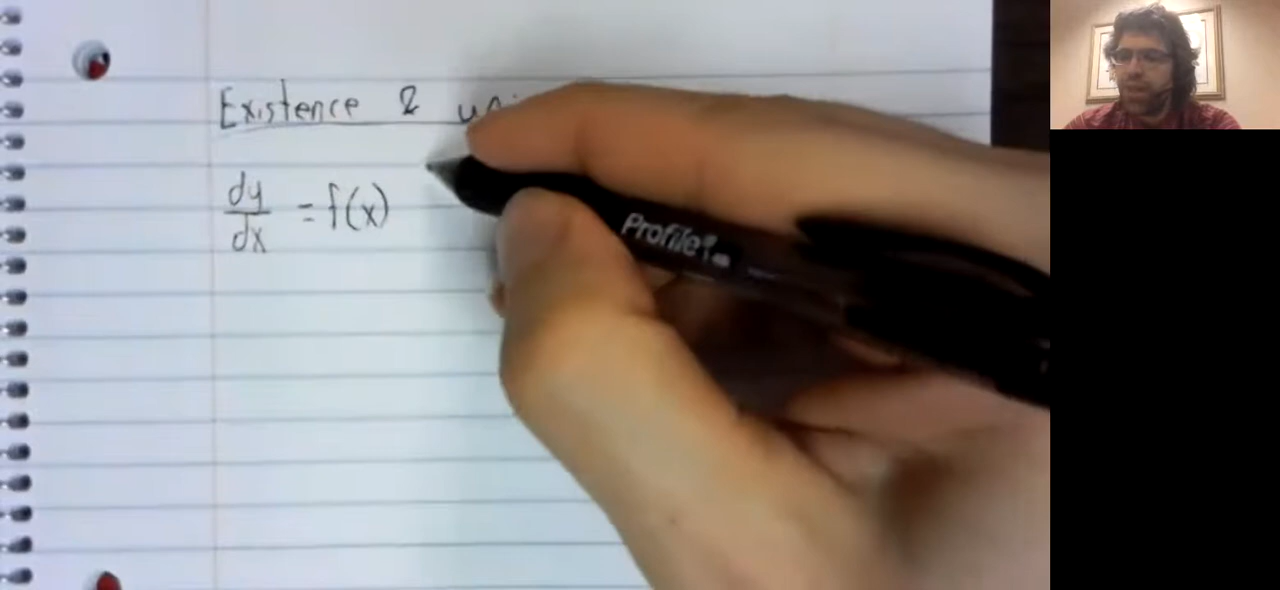 Existence &
dy/dx = f(x)
Profile